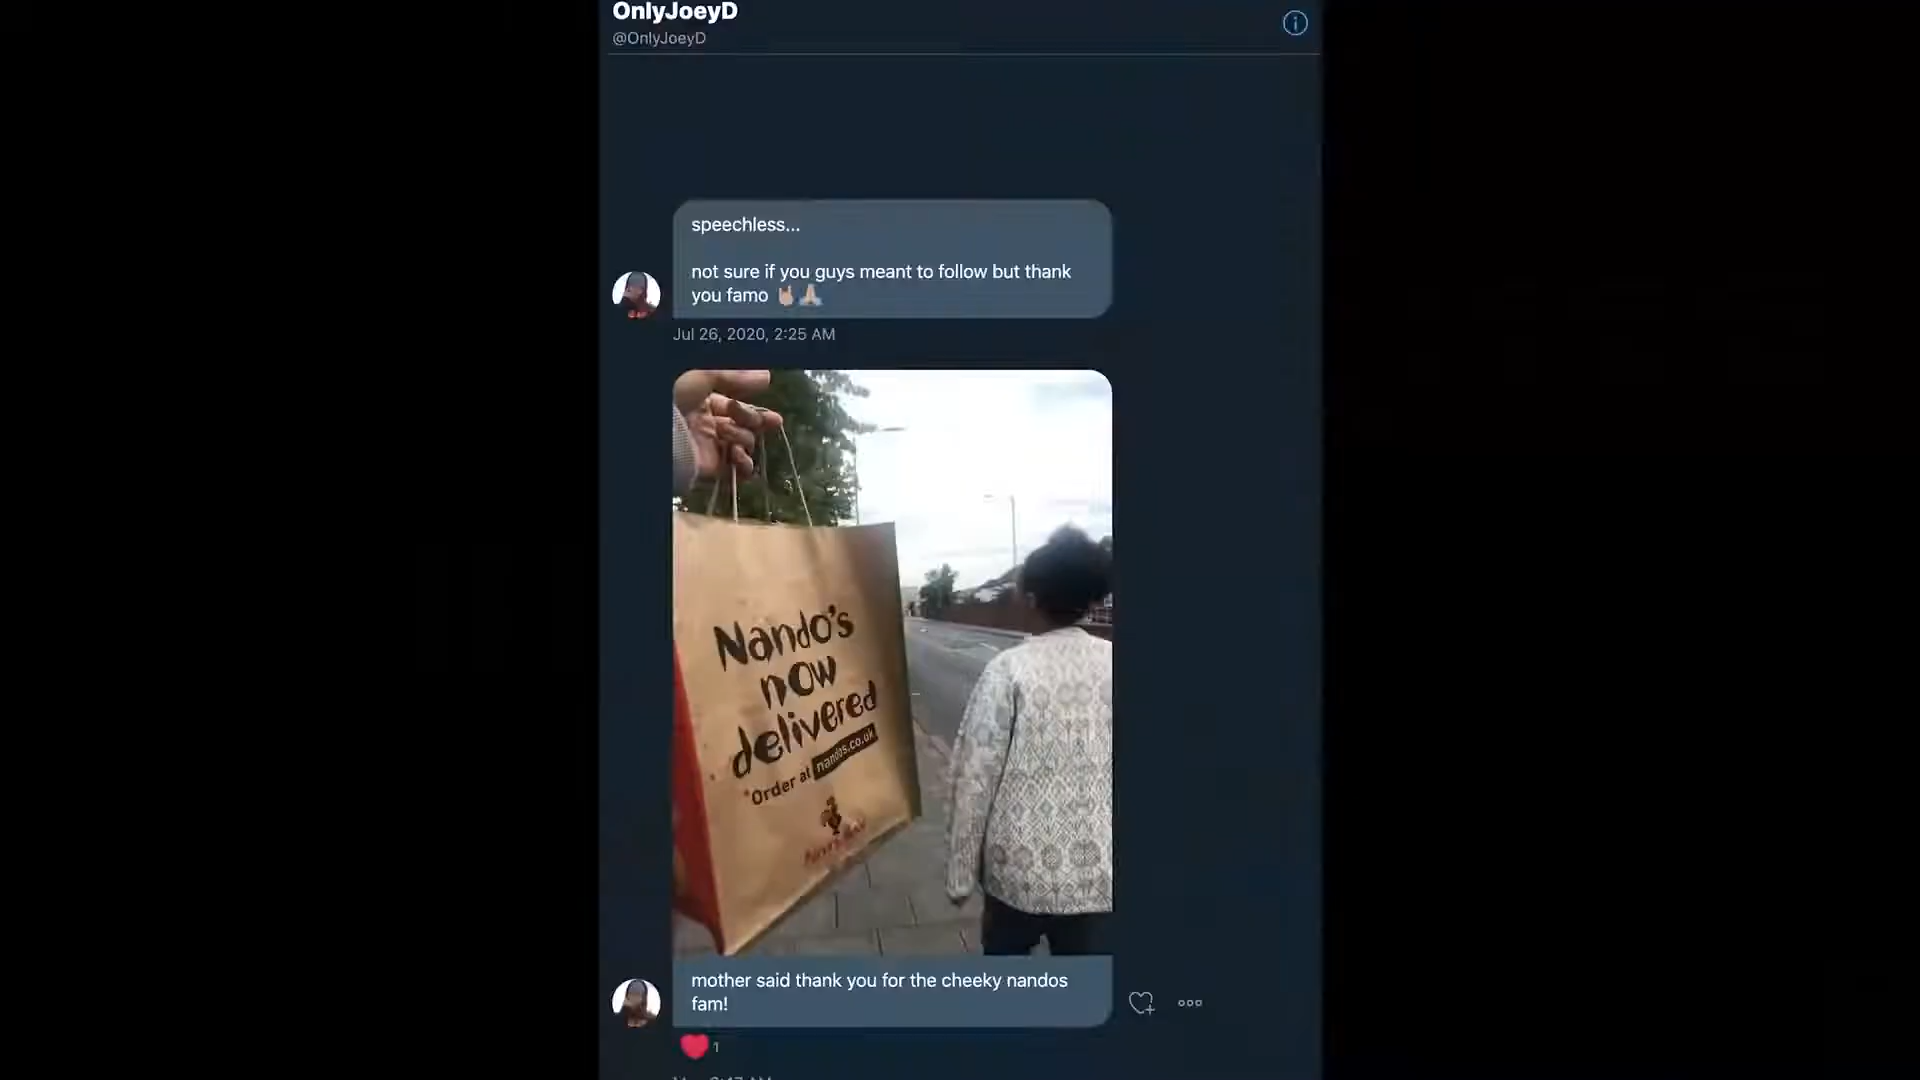 OnlyJoeyD
@OnlyJoeyD
speechless...
not sure if you guys meant to follow but thank
you famo 🤘🏼🙏🏼
Jul 26, 2020, 2:25 AM
Nando's
now
delivered
*Order at nandos.co.uk
mother said thank you for the cheeky nandos
fam!
1